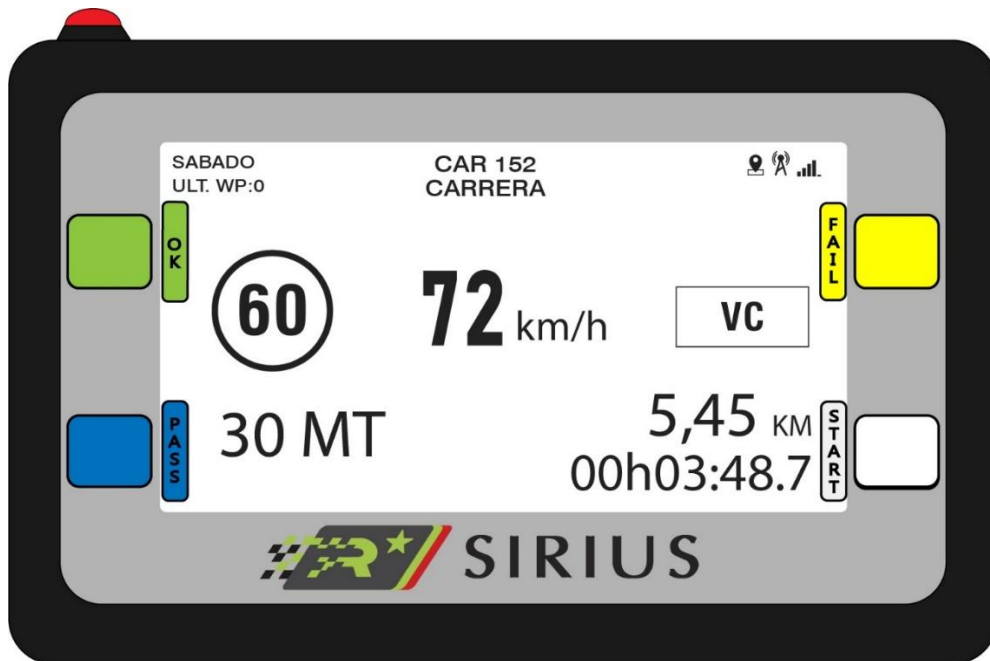 SABADO
ULT. WP:0
CAR 152
CARRERA
OK
FAIL
60
72 km/h
VC
PASS
30 MT
5,45 KM
00h03:48.7
START
R
SIRIUS